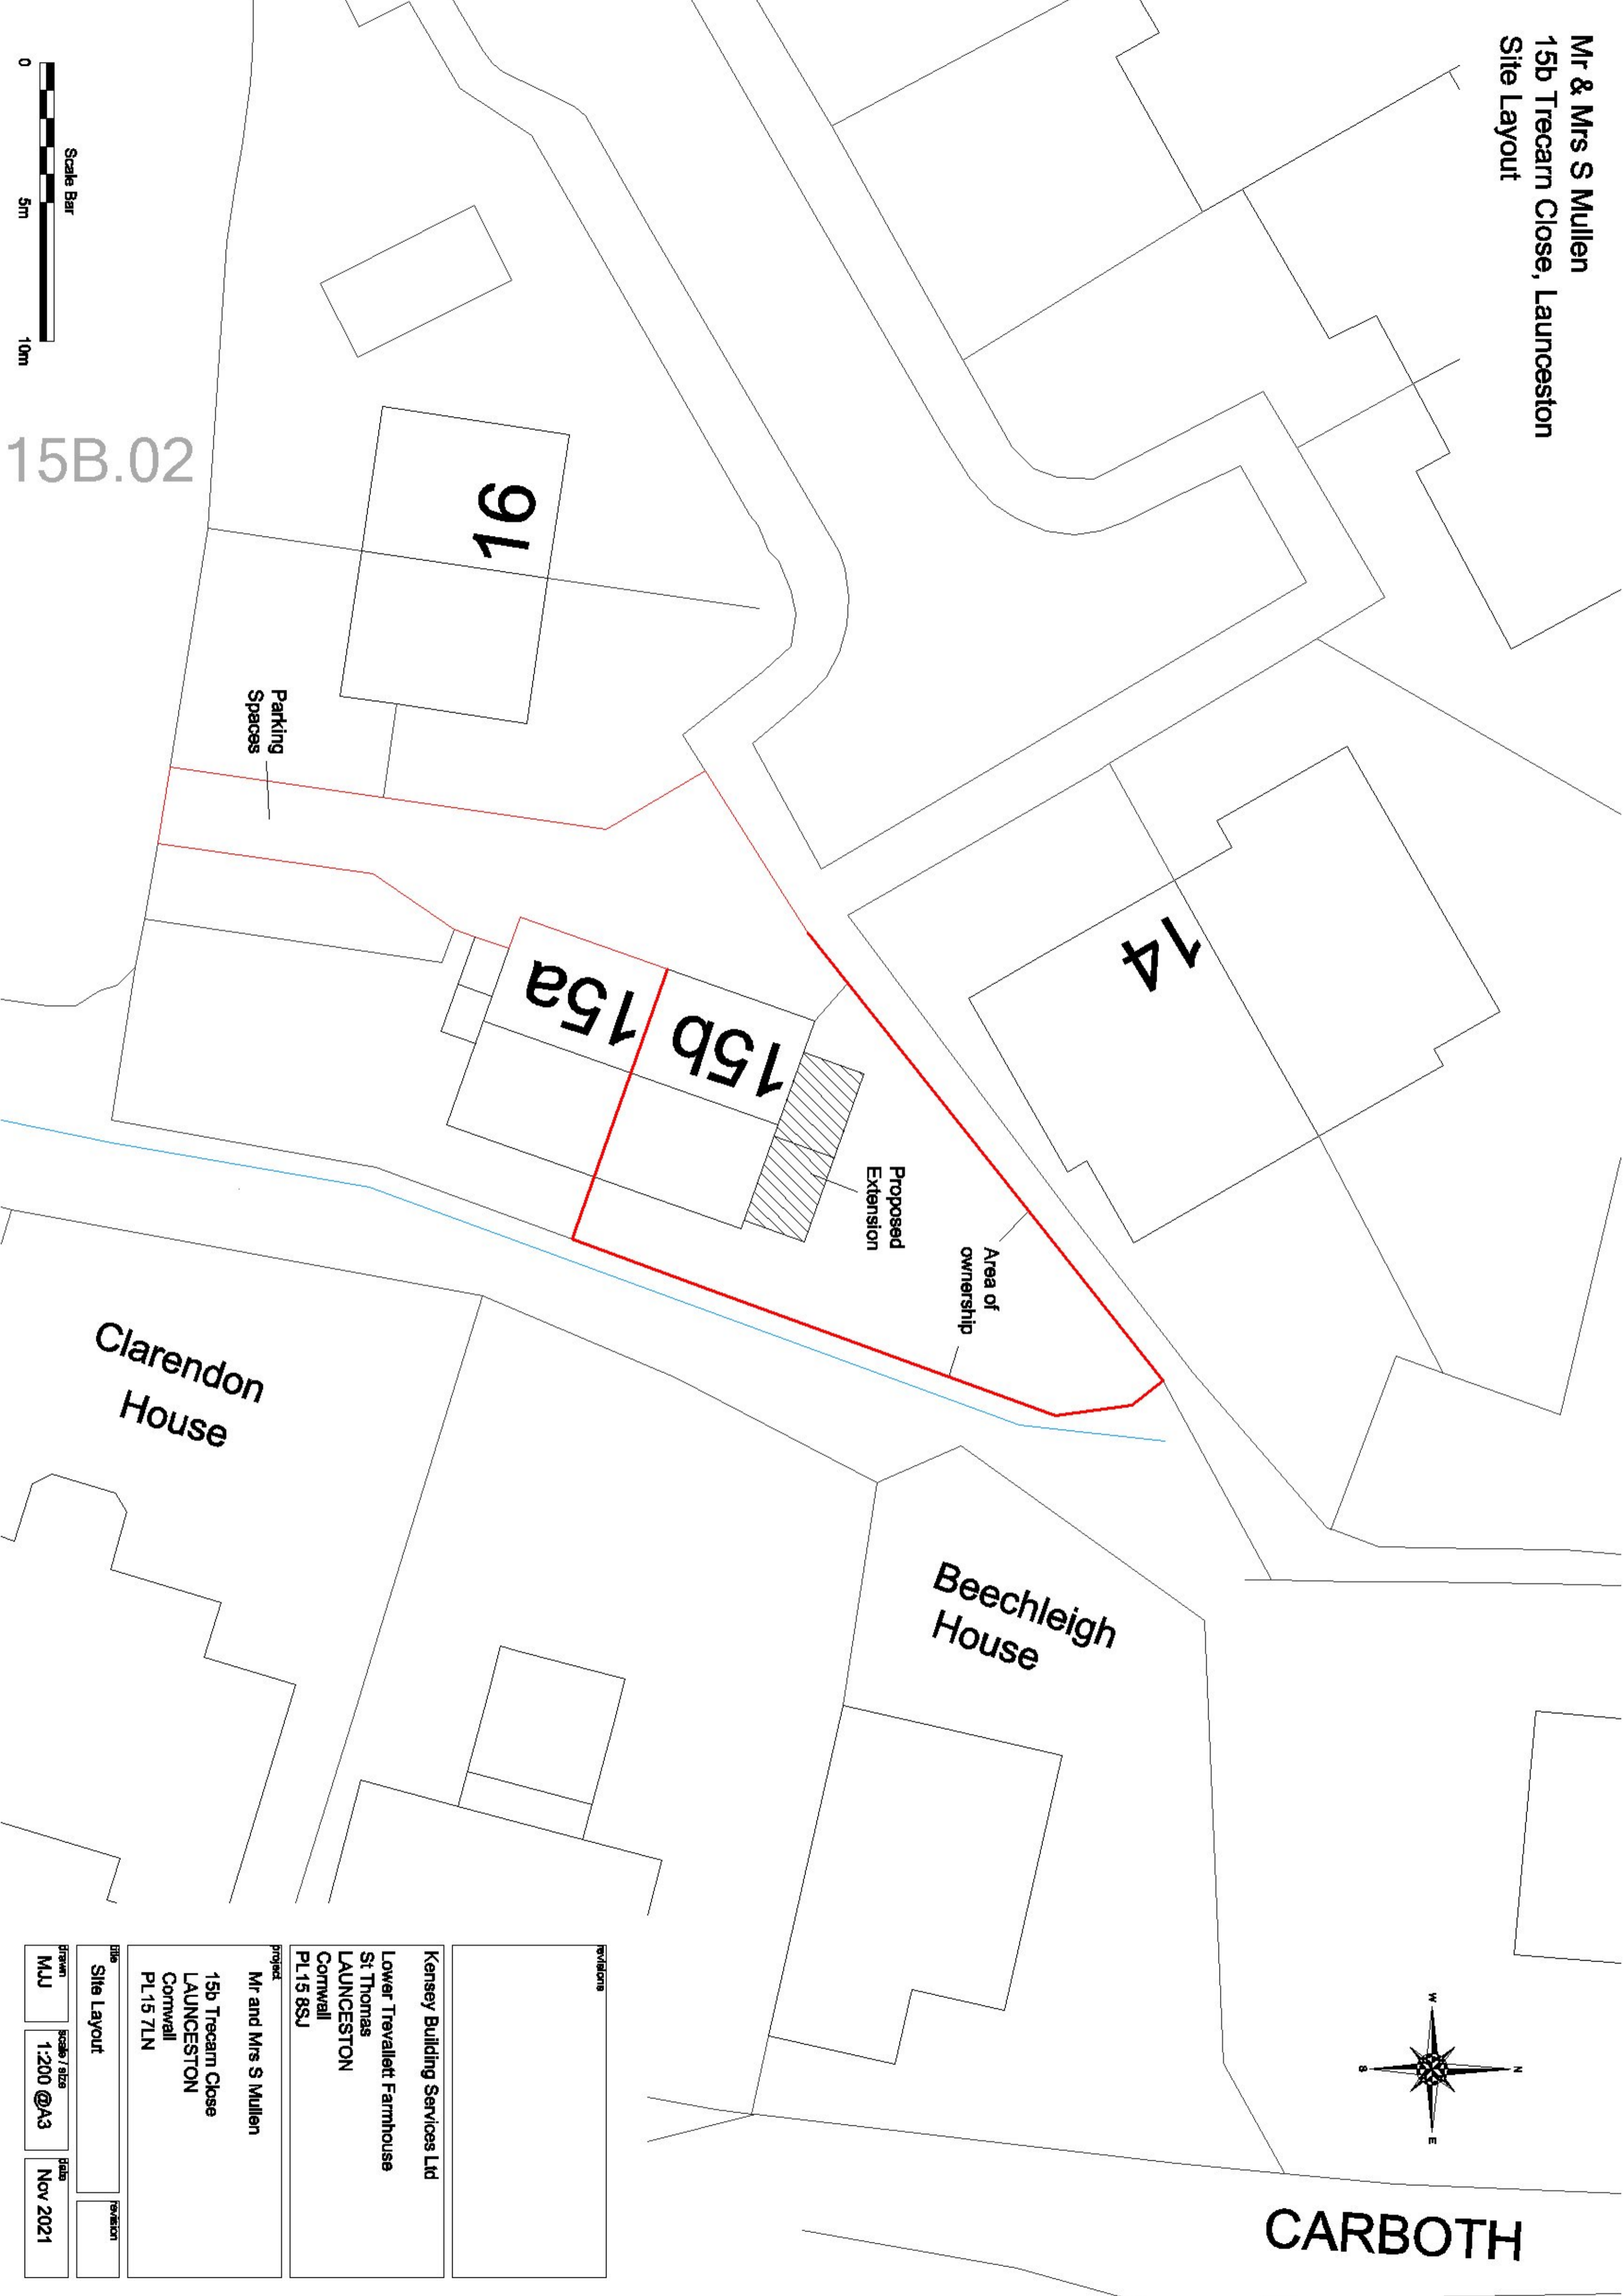 Mr & Mrs S Mullen
15b Trecarn Close, Launceston
Site Layout
14
16
15a
15b
Parking
Spaces
Proposed
Extension
Area of
ownership
Clarendon
House
Beechleigh
House
CARBOTH
N
E
S
W
Scale Bar
0
5m
10m
15B.02
revisions
Kensey Building Services Ltd
Lower Trevallett Farmhouse
St Thomas
LAUNCESTON
Cornwall
PL15 8SJ
project
Mr and Mrs S Mullen
15b Trecarn Close
LAUNCESTON
Cornwall
PL15 7LN
title
Site Layout
revision
drawn
MJJ
scale / size
1:200 @A3
date
Nov 2021